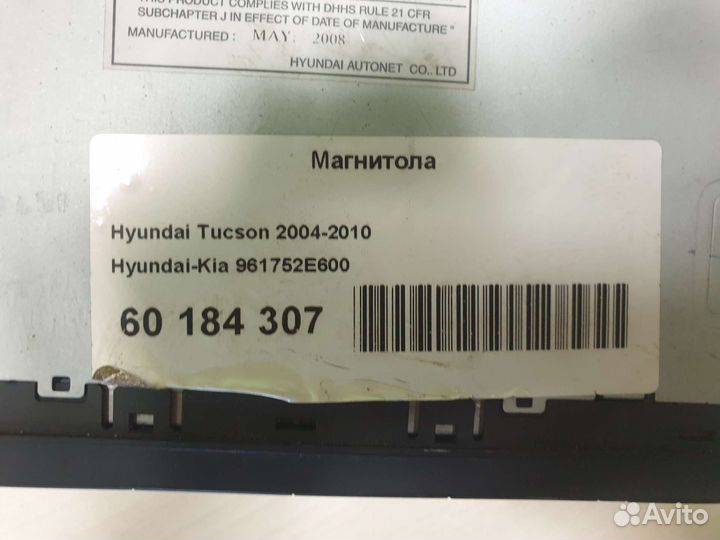 THIS PRODUCT COMPLIES WITH DHHS RULE 21 CFR
SUBCHAPTER J IN EFFECT OF DATE OF MANUFACTURE"
MANUFACTURED : MAY. 2008
HYUNDAI AUTONET CO., LTD
Магнитола
Hyundai Tucson 2004-2010
Hyundai-Kia 961752E600
60 184 307
Avito